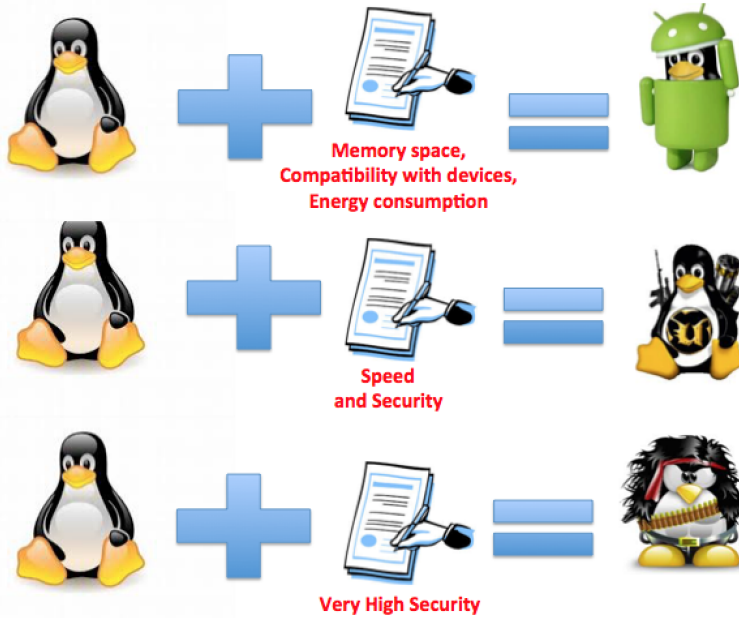 Memory space,
Compatibility with devices,
Energy consumption
Speed
and Security
Very High Security